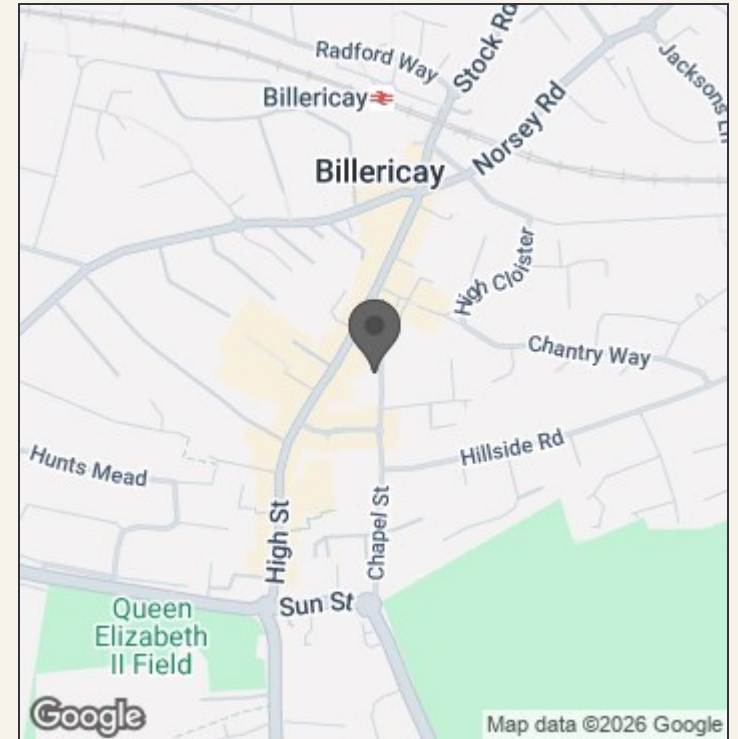 Radford Way
Stock Rd
Jacksons Ln
Billericay
Norsey Rd
Billericay
High Cloister
Chantry Way
Hillside Rd
Hunts Mead
High St
Chapel St
Sun St
Queen
Elizabeth
II Field
Google
Map data ©2026 Google